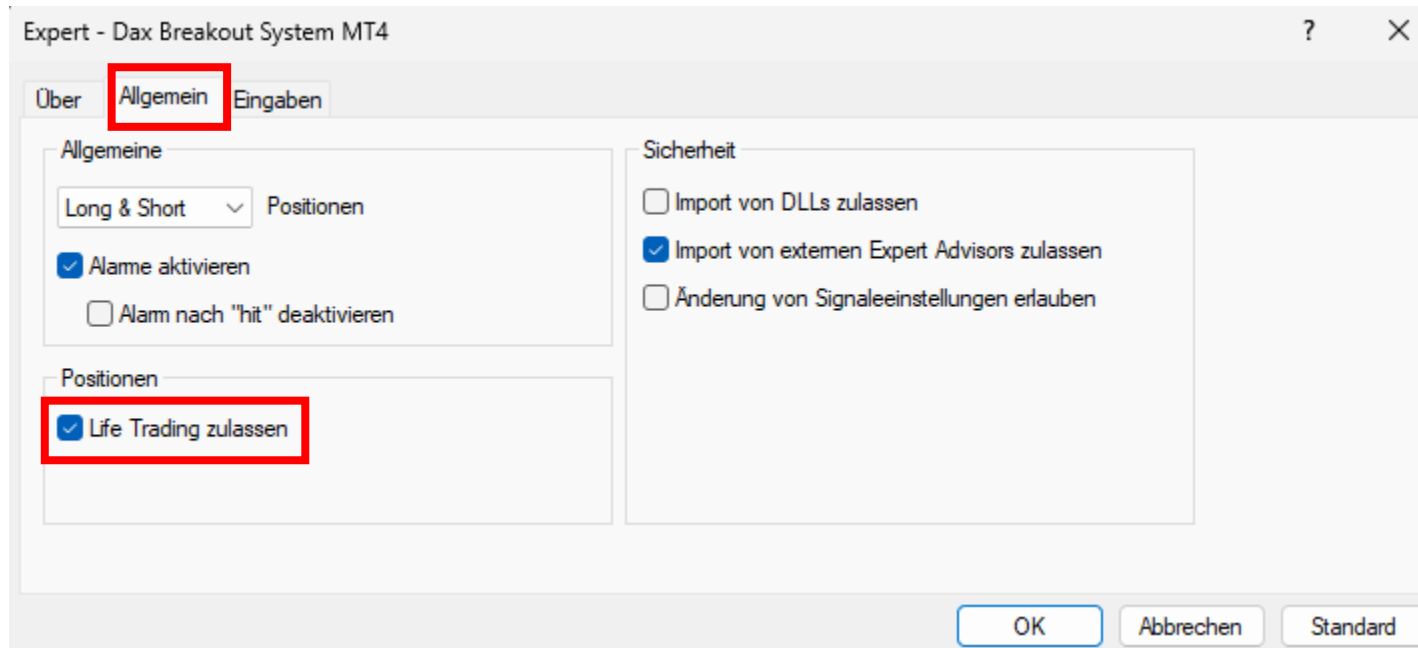 Expert - Dax Breakout System MT4
?
Über
Allgemein
Eingaben
Allgemeine
Long & Short
Positionen
Alarme aktivieren
Alarm nach "hit" deaktivieren
Positionen
Life Trading zulassen
Sicherheit
Import von DLLs zulassen
Import von externen Expert Advisors zulassen
Änderung von Signaleeinstellungen erlauben
OK
Abbrechen
Standard